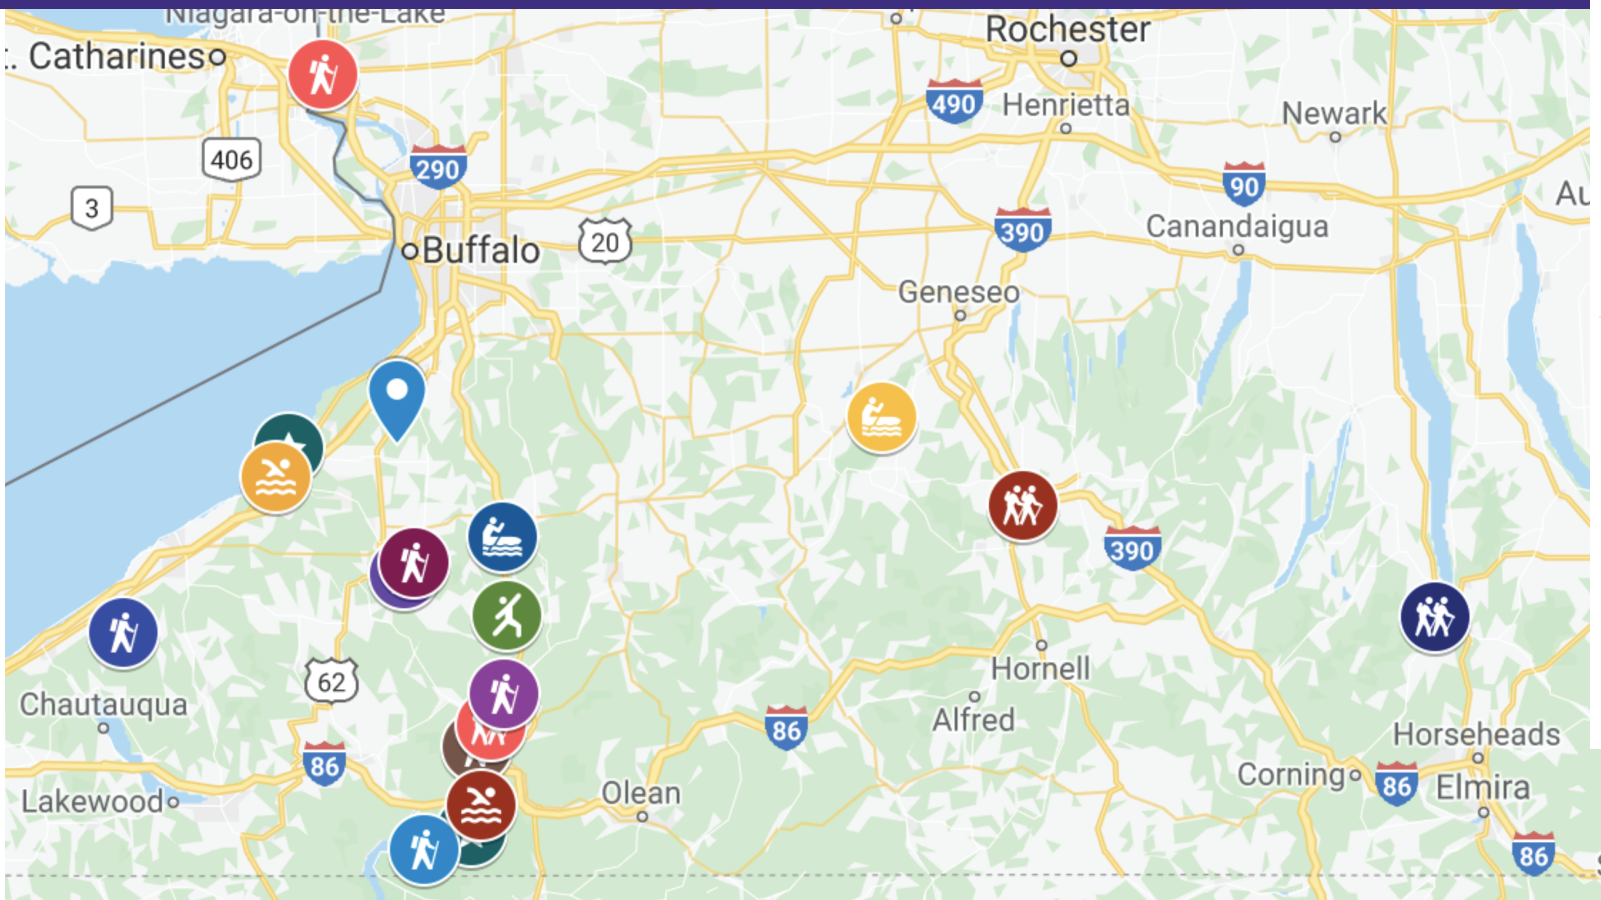 Niagara-on-the-Lake
Rochester
. Catharines
490
Henrietta
Newark
406
290
90
3
Au
390
Canandaigua
20
Buffalo
Geneseo
390
62
Hornell
Chautauqua
Alfred
86
Horseheads
86
Corning
86
Elmira
Lakewood
Olean
86